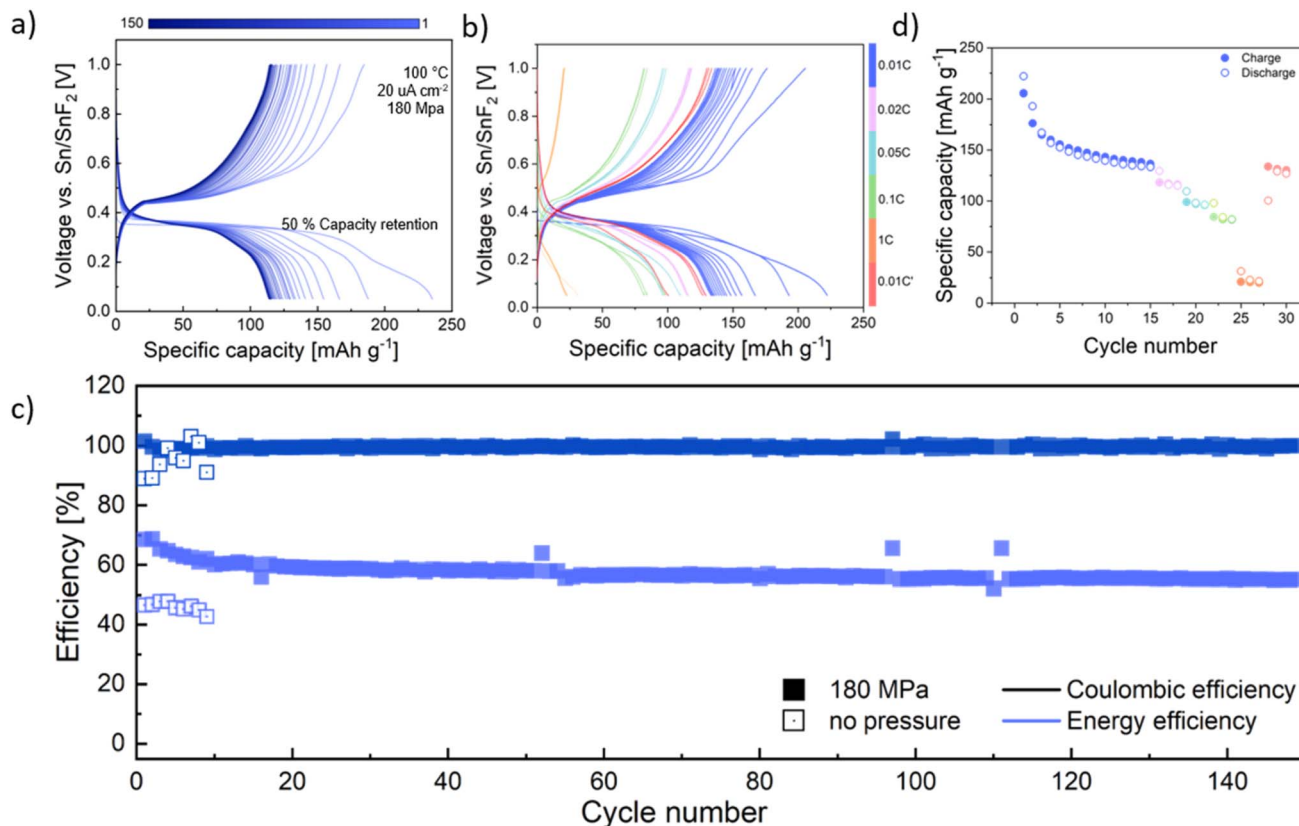 a)
150
1
1.0
0.8
0.6
0.4
0.2
0.0
Voltage vs. Sn/SnF2 [V]
100 °C
20 uA cm-2
180 Mpa
50 % Capacity retention
0
50
100
150
200
250
Specific capacity [mAh g-1]
b)
1.0
0.8
0.6
0.4
0.2
0.0
Voltage vs. Sn/SnF2 [V]
0
50
100
150
200
250
Specific capacity [mAh g-1]
0.01C
0.02C
0.05C
0.1C
1C
0.01C'
d)
250
200
150
100
50
0
Specific capacity [mAh g-1]
Charge
Discharge
0
5
10
15
20
25
30
Cycle number
c)
120
100
80
60
40
20
0
Efficiency [%]
180 MPa
no pressure
Coulombic efficiency
Energy efficiency
0
20
40
60
80
100
120
140
Cycle number